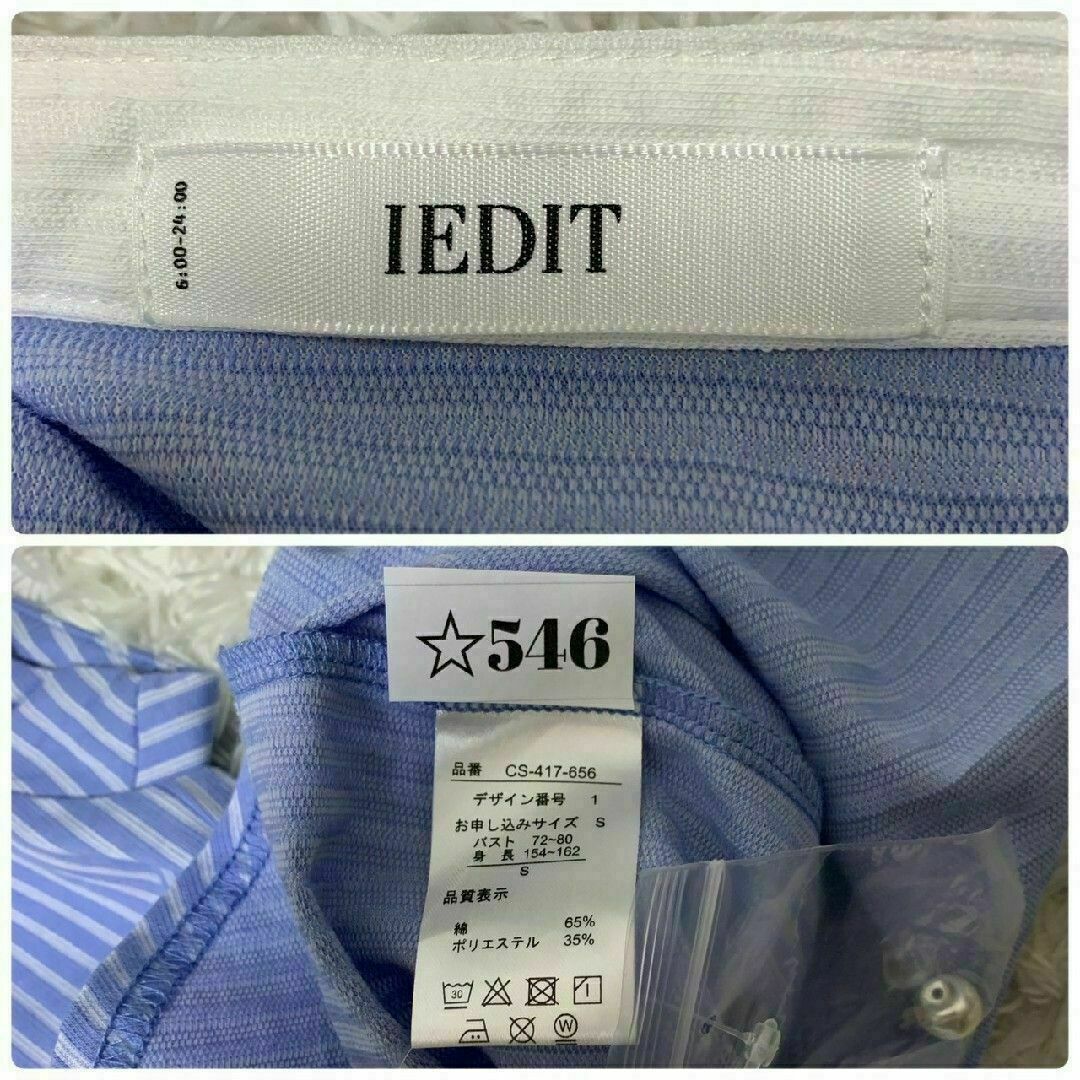 6:00-24:00
IEDIT
☆546
品番 CS-417-656
デザイン番号 1
お申し込みサイズ S
バスト 72~80
身長 154~162
S
品質表示
綿 65%
ポリエステル 35%
30
W